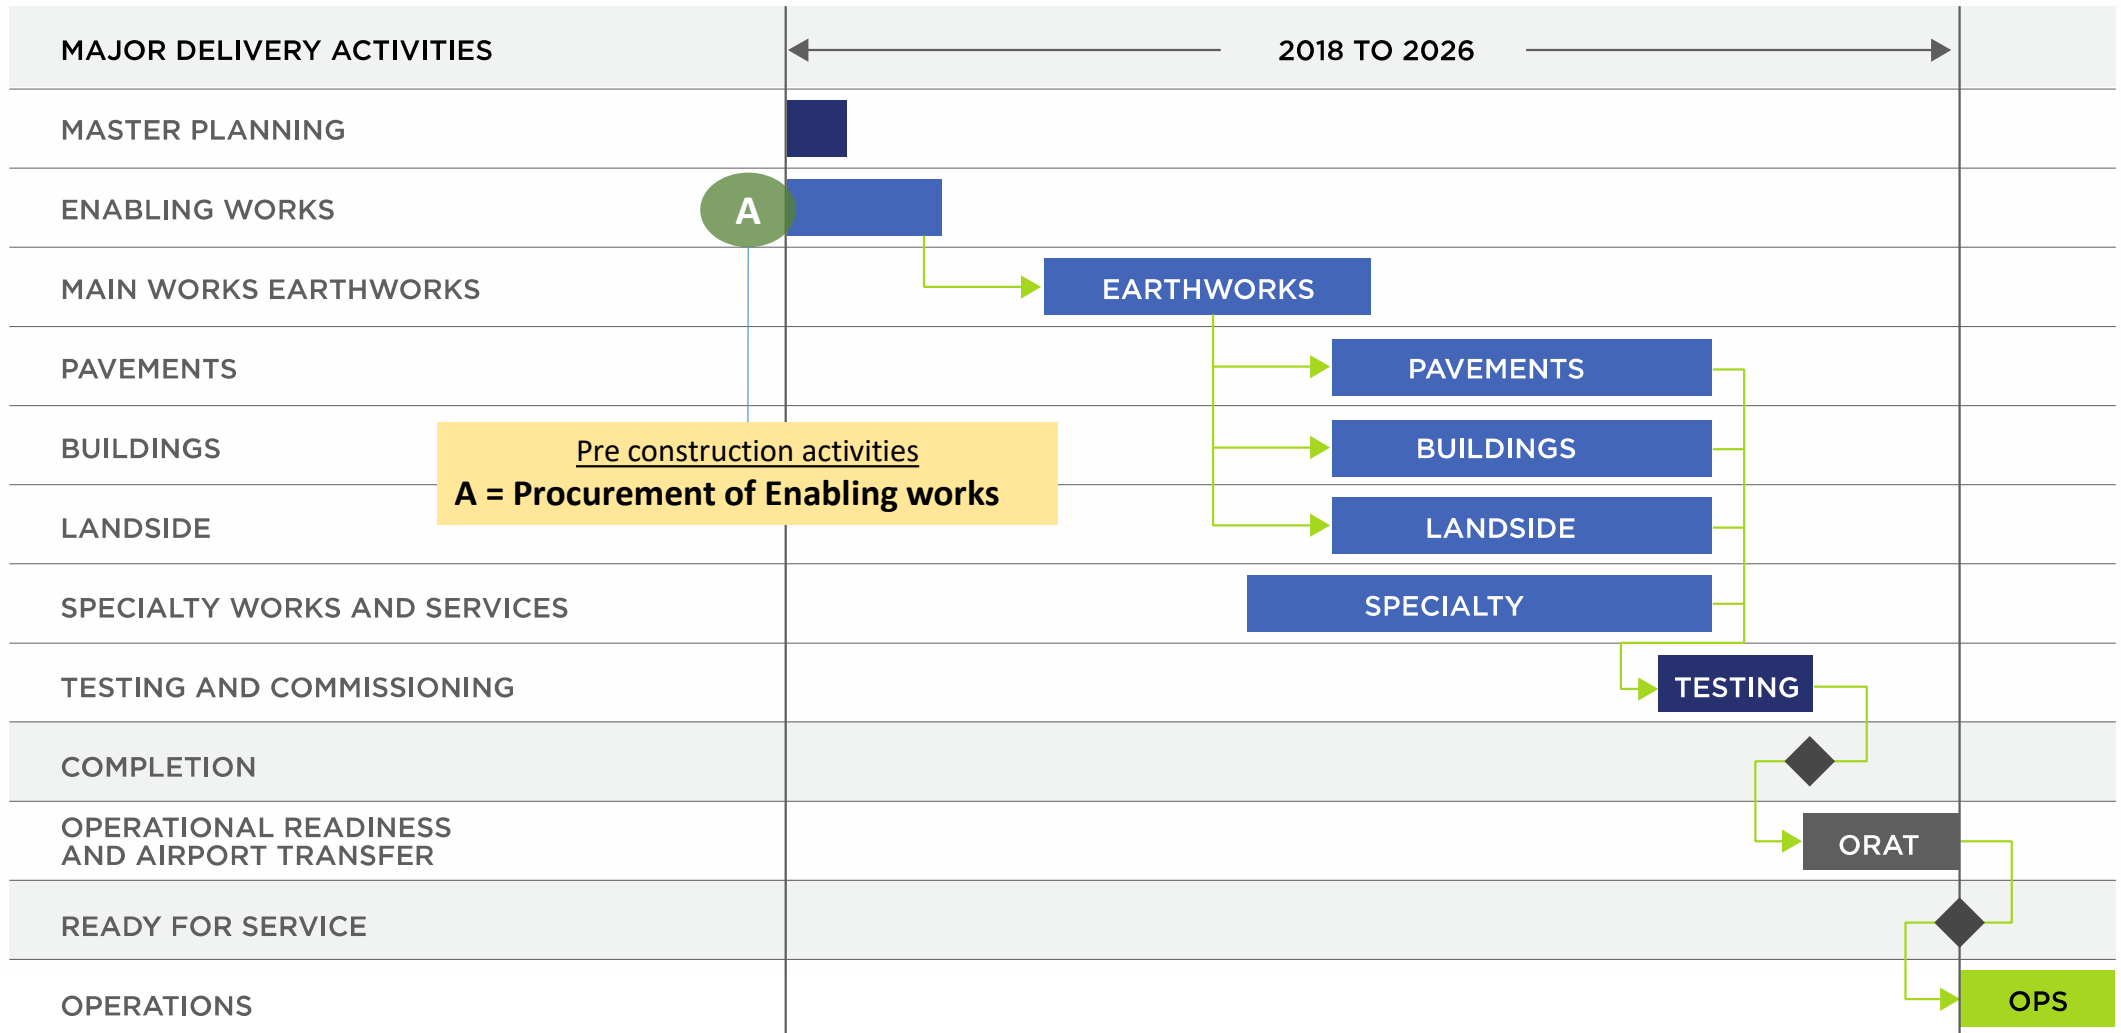 MAJOR DELIVERY ACTIVITIES
2018 TO 2026
MASTER PLANNING
ENABLING WORKS
A
MAIN WORKS EARTHWORKS
EARTHWORKS
PAVEMENTS
PAVEMENTS
BUILDINGS
BUILDINGS
Pre construction activities
A = Procurement of Enabling works
LANDSIDE
LANDSIDE
SPECIALTY WORKS AND SERVICES
SPECIALTY
TESTING AND COMMISSIONING
TESTING
COMPLETION
OPERATIONAL READINESS
AND AIRPORT TRANSFER
ORAT
READY FOR SERVICE
OPERATIONS
OPS